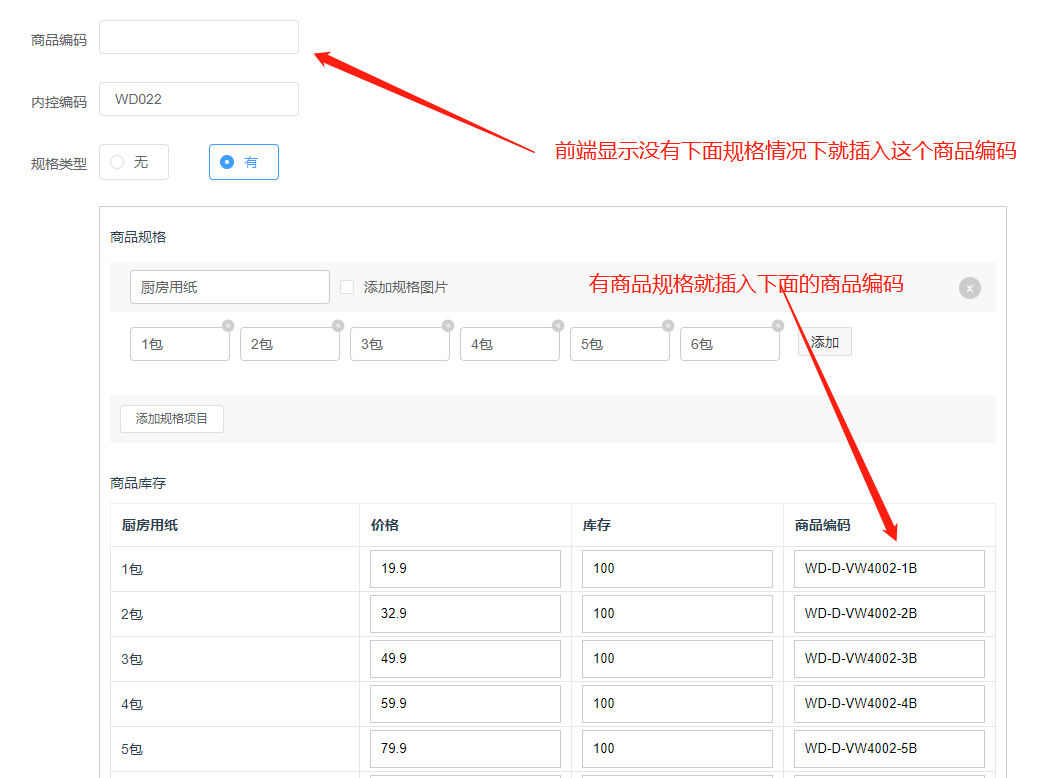 商品编码
内控编码 WD022
前端显示没有下面规格情况下就插入这个商品编码
规格类型 无 有
商品规格
厨房用纸 添加规格图片 有商品规格就插入下面的商品编码 x
1包 2包 3包 4包 5包 6包 添加
添加规格项目
商品库存
厨房用纸 价格 库存 商品编码
1包 19.9 100 WD-D-VW4002-1B
2包 32.9 100 WD-D-VW4002-2B
3包 49.9 100 WD-D-VW4002-3B
4包 59.9 100 WD-D-VW4002-4B
5包 79.9 100 WD-D-VW4002-5B